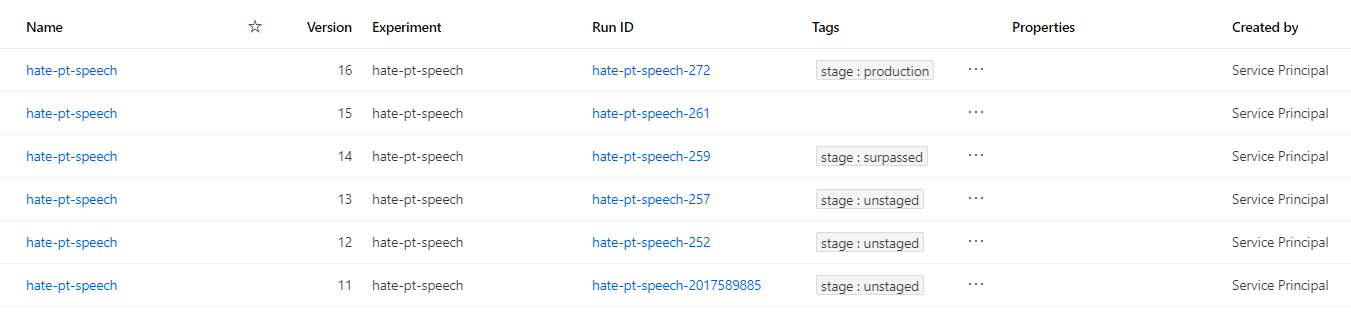 Name ☆ Version Experiment Run ID Tags Properties Created by
hate-pt-speech 16 hate-pt-speech hate-pt-speech-272 stage : production ... Service Principal
hate-pt-speech 15 hate-pt-speech hate-pt-speech-261 ... Service Principal
hate-pt-speech 14 hate-pt-speech hate-pt-speech-259 stage : surpassed ... Service Principal
hate-pt-speech 13 hate-pt-speech hate-pt-speech-257 stage : unstaged ... Service Principal
hate-pt-speech 12 hate-pt-speech hate-pt-speech-252 stage : unstaged ... Service Principal
hate-pt-speech 11 hate-pt-speech hate-pt-speech-2017589885 stage : unstaged ... Service Principal